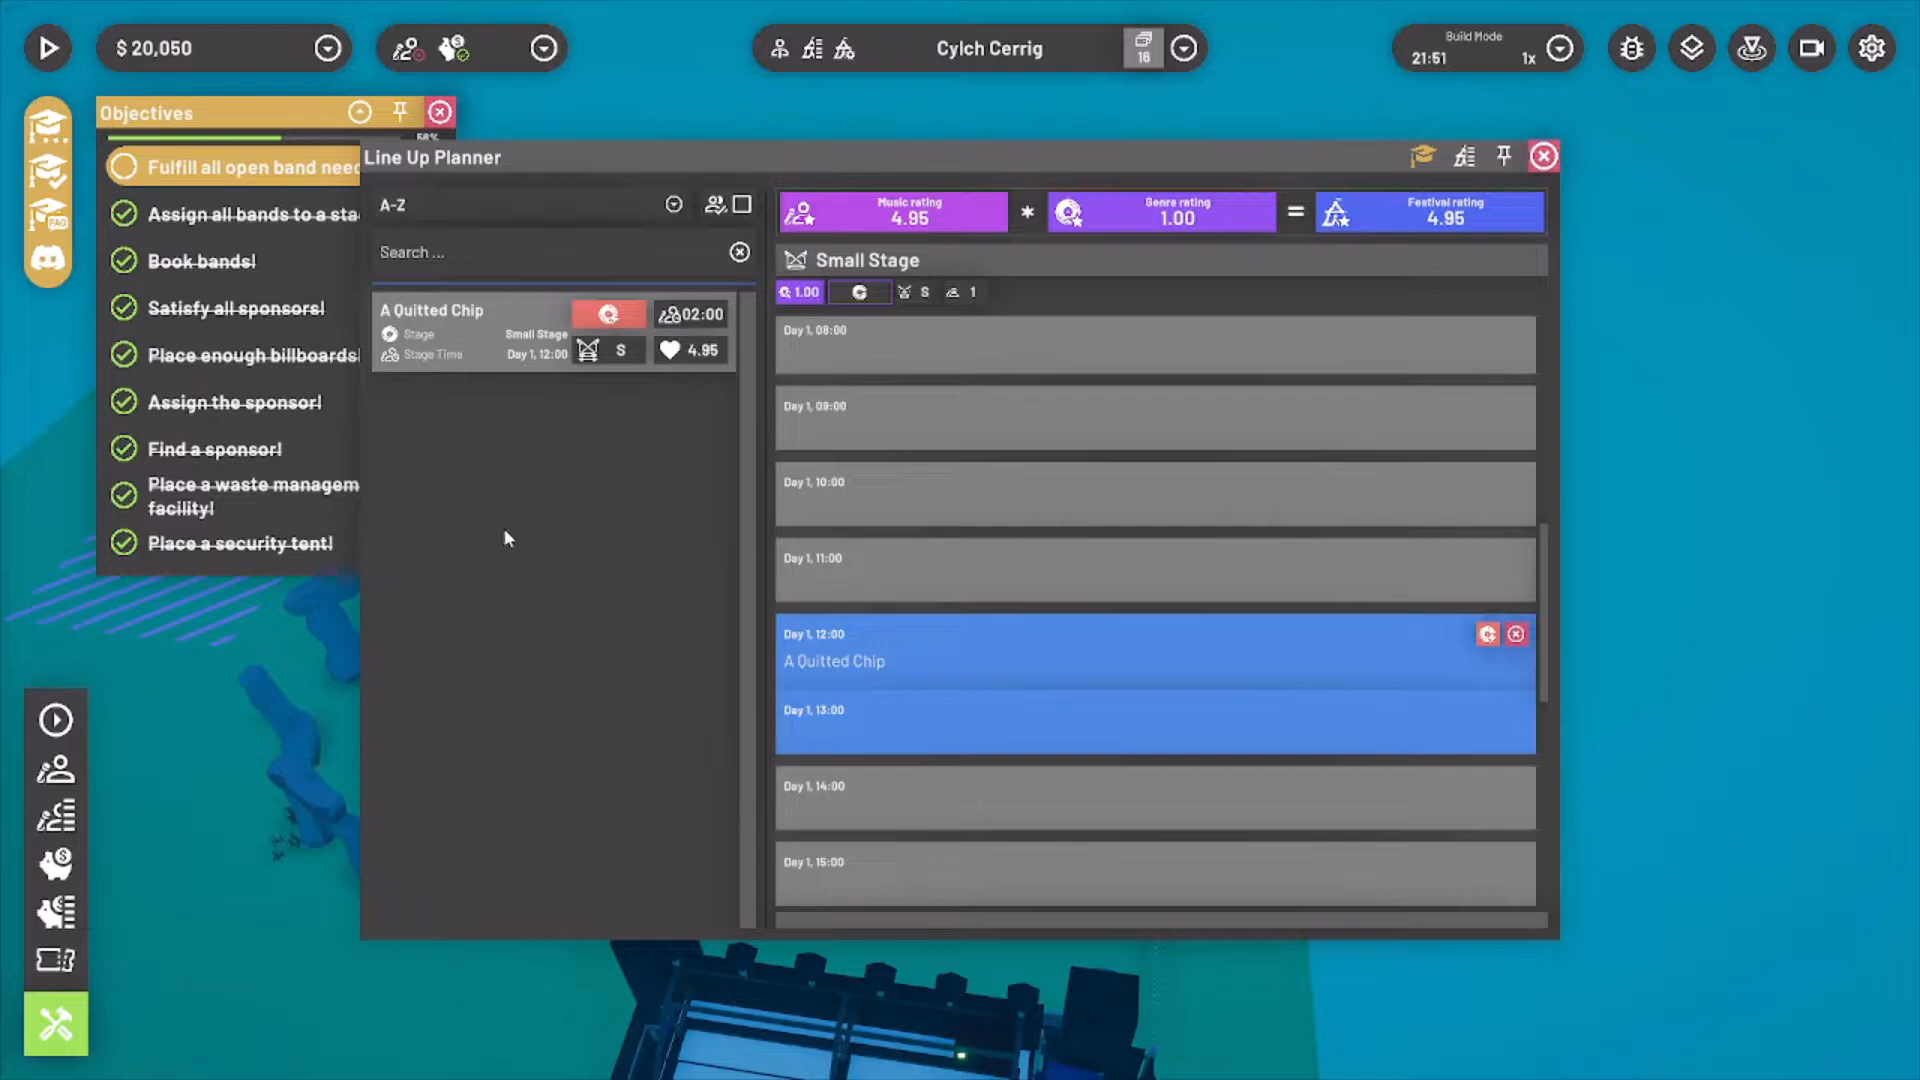 $ 20,050
Cylch Cerrig
16
Build Mode
21:51
1x
Objectives
58%
Fulfill all open band need
Assign all bands to a sta
Book bands!
Satisfy all sponsors!
Place enough billboards!
Assign the sponsor!
Find a sponsor!
Place a waste managem
facility!
Place a security tent!
FAQ
Line Up Planner
A-Z
Search ...
A Quitted Chip
02:00
Stage
Small Stage
Stage Time
Day 1, 12:00
S
4.95
Music rating
4.95
*
Genre rating
1.00
=
Festival rating
4.95
Small Stage
1.00
S
1
Day 1, 08:00
Day 1, 09:00
Day 1, 10:00
Day 1, 11:00
Day 1, 12:00
A Quitted Chip
Day 1, 13:00
Day 1, 14:00
Day 1, 15:00